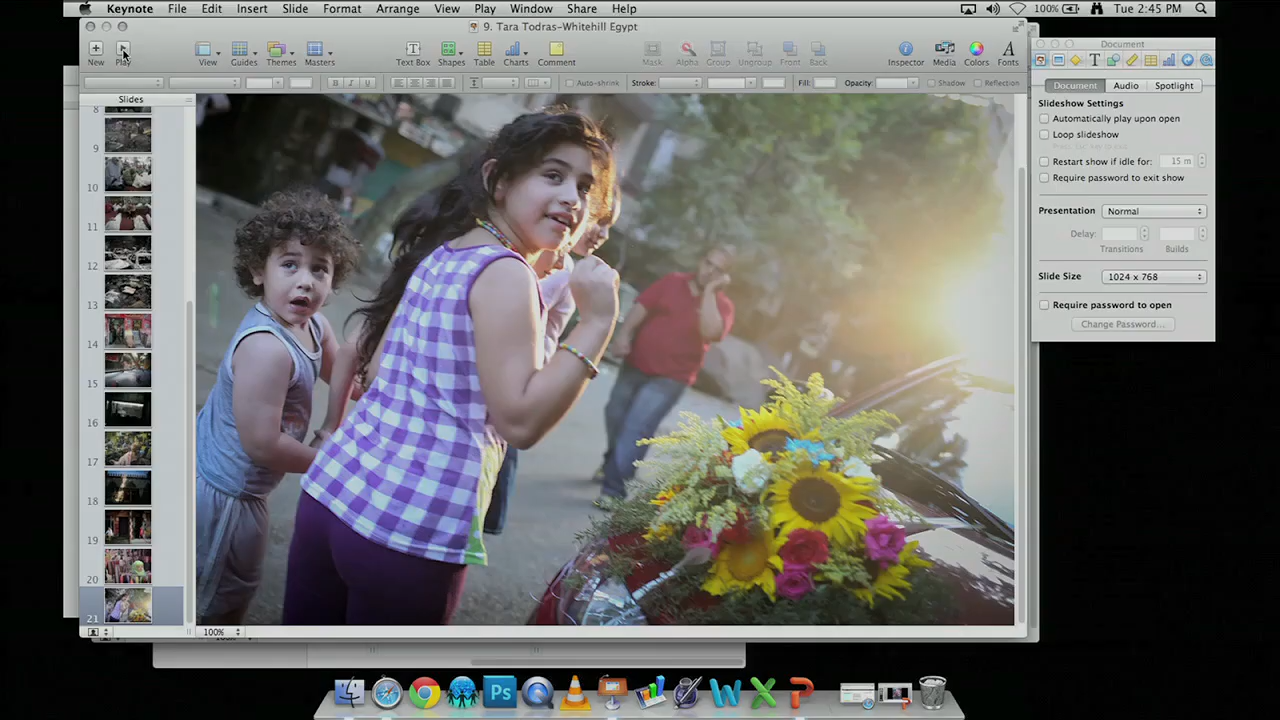 Keynote File Edit Insert Slide Format Arrange View Play Window Share Help 100% Tue 2:45 PM
9. Tara Todras-Whitehill Egypt
New Play View Guides Themes Masters Text Box Shapes Table Charts Comment Mask Alpha Group Ungroup Front Back Inspector Media Colors Fonts
B I U Auto-shrink Stroke: Fill: Opacity: Shadow Reflection
Slides
8
9
10
11
12
13
14
15
16
17
18
19
20
21
100%
Document
Document Audio Spotlight
Slideshow Settings
Automatically play upon open
Loop slideshow
Restart show if idle for: 15 m
Require password to exit show
Presentation Normal
Delay:
Transitions Builds
Slide Size 1024 x 768
Require password to open
Change Password...
Ps W X P